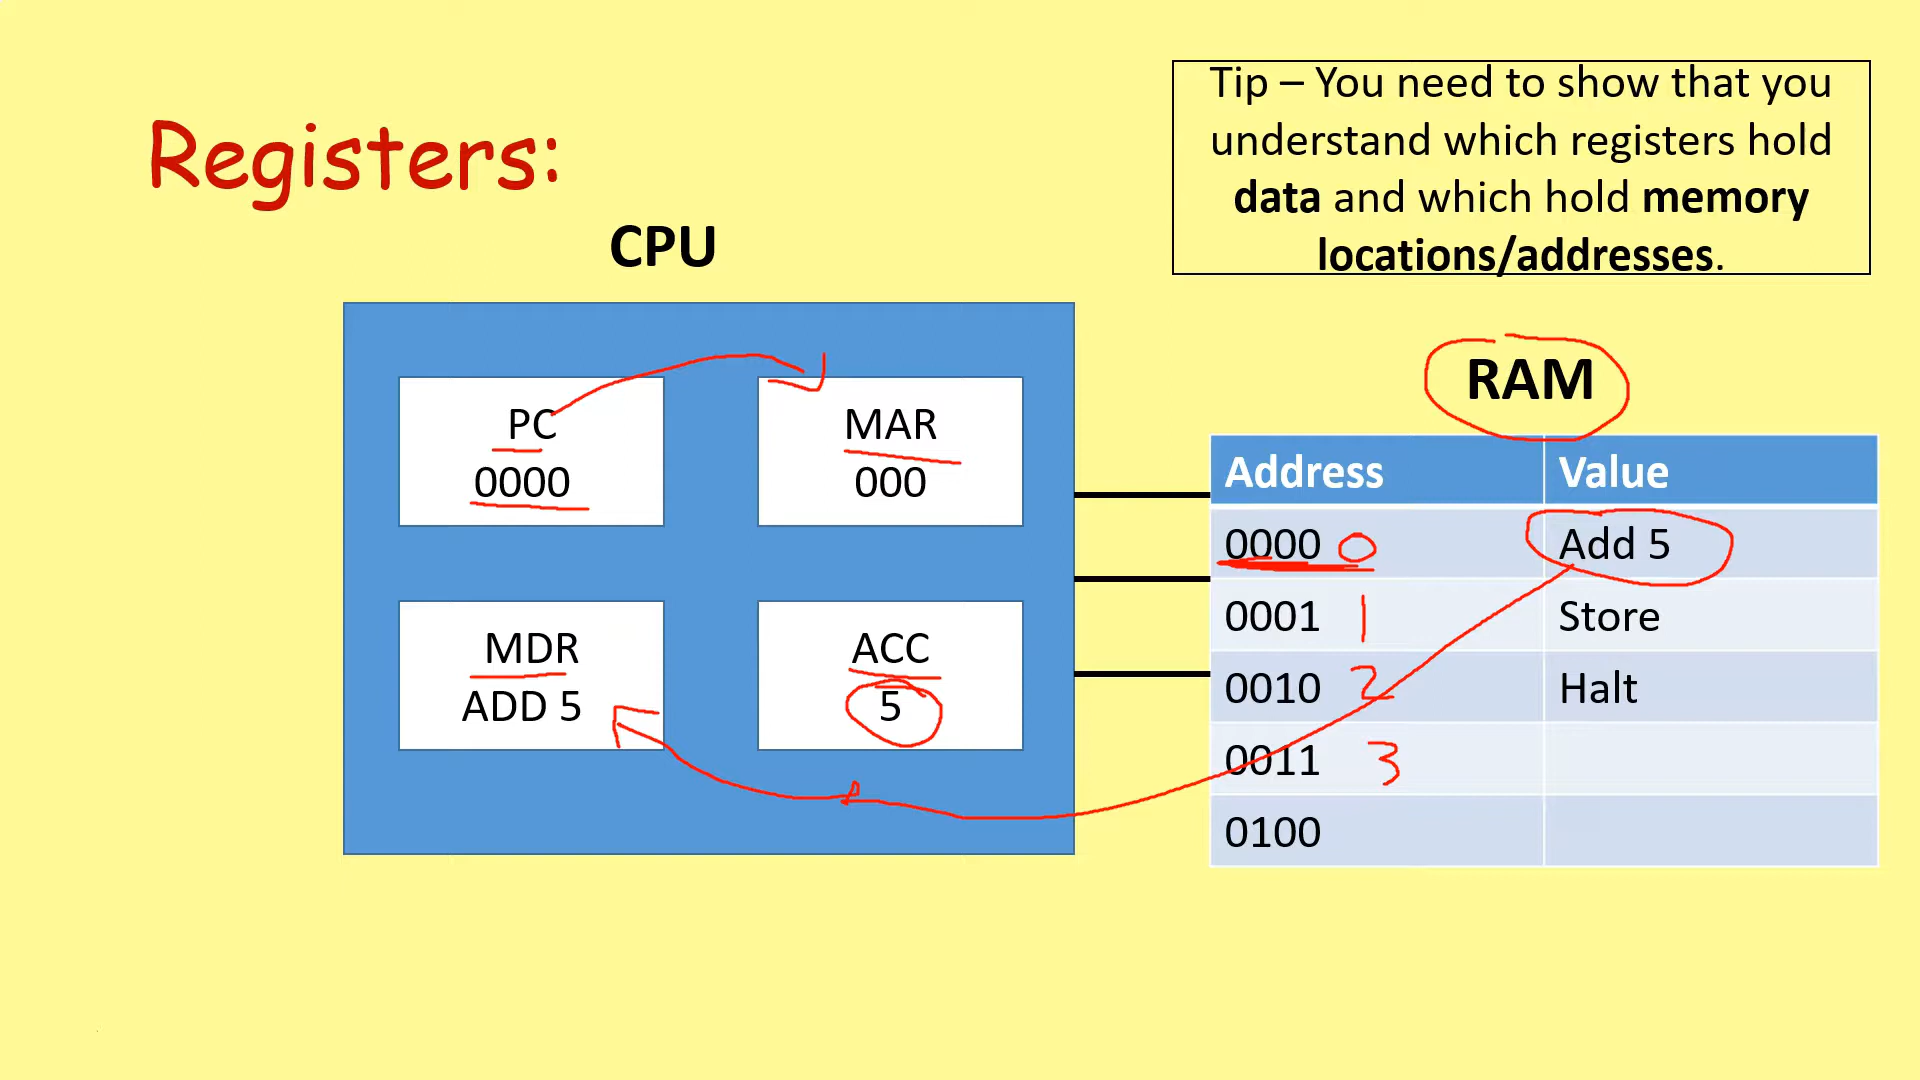 Registers:
Tip – You need to show that you
understand which registers hold
data and which hold memory
locations/addresses.
CPU
PC
0000
MAR
000
MDR
ADD 5
ACC
5
RAM
Address Value
0000 0 Add 5
0001 1 Store
0010 2 Halt
0011 3
0100